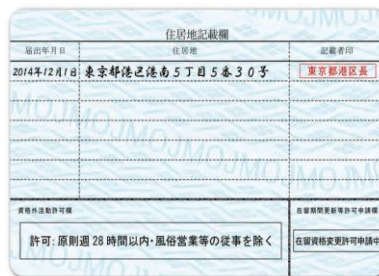 住居地記載欄
届出年月日 住居地 記載者印
2014年12月1日 東京都港区港南5丁目5番30号 東京都港区長
資格外活動許可欄 在留期間更新等許可申請欄
許可:原則週28時間以内・風俗営業等の従事を除く 在留資格変更許可申請中
MOJMOJMOJMOJ